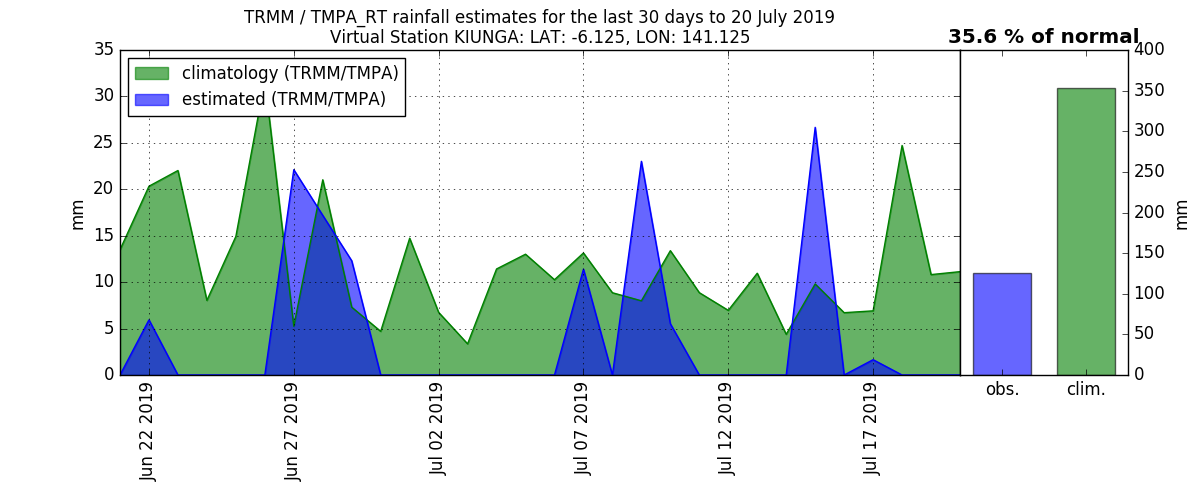 TRMM / TMPA_RT rainfall estimates for the last 30 days to 20 July 2019
Virtual Station KIUNGA: LAT: -6.125, LON: 141.125
35.6 % of normal
climatology (TRMM/TMPA)
estimated (TRMM/TMPA)
mm
35
30
25
20
15
10
5
0
Jun 22 2019
Jun 27 2019
Jul 02 2019
Jul 07 2019
Jul 12 2019
Jul 17 2019
obs.
clim.
400
350
300
250
200
150
100
50
0
mm